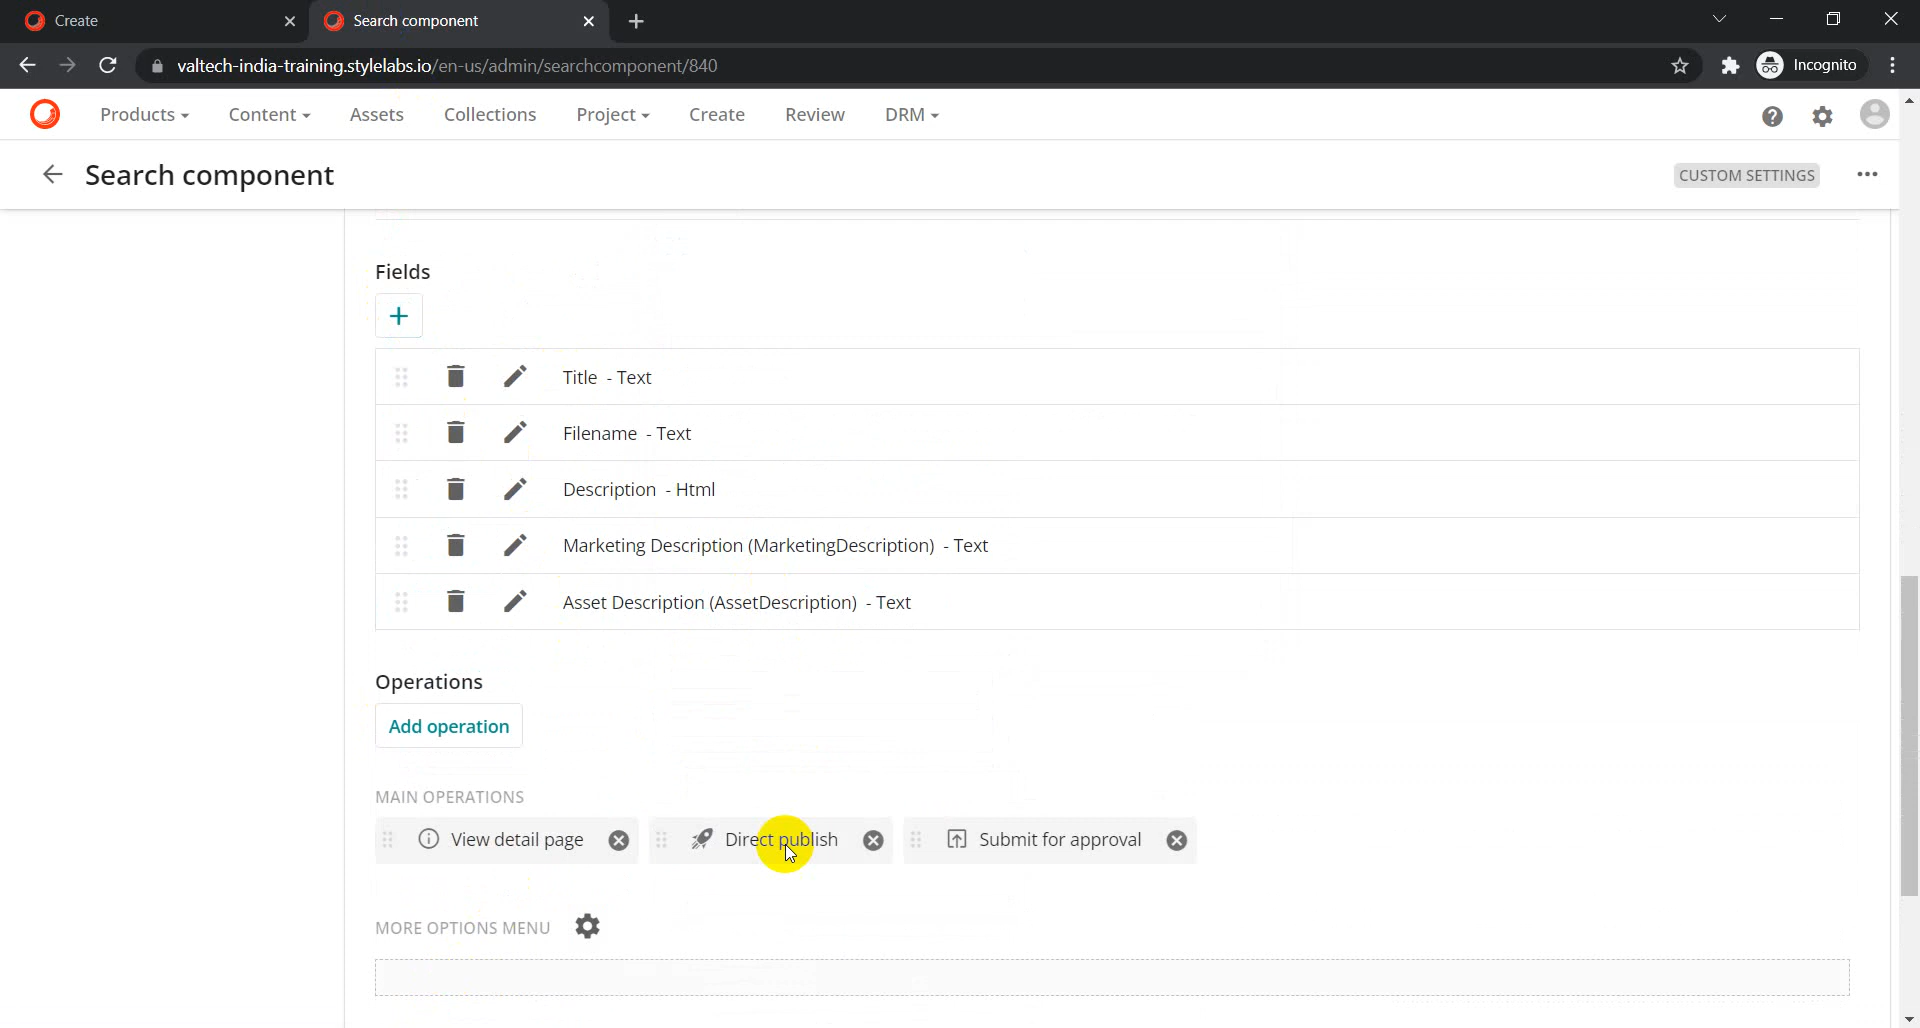 Create
Search component
valtech-india-training.stylelabs.io/en-us/admin/searchcomponent/840
Incognito
Products Content Assets Collections Project Create Review DRM
Search component
CUSTOM SETTINGS
Fields
Title - Text
Filename - Text
Description - Html
Marketing Description (MarketingDescription) - Text
Asset Description (AssetDescription) - Text
Operations
Add operation
MAIN OPERATIONS
View detail page Direct publish Submit for approval
MORE OPTIONS MENU